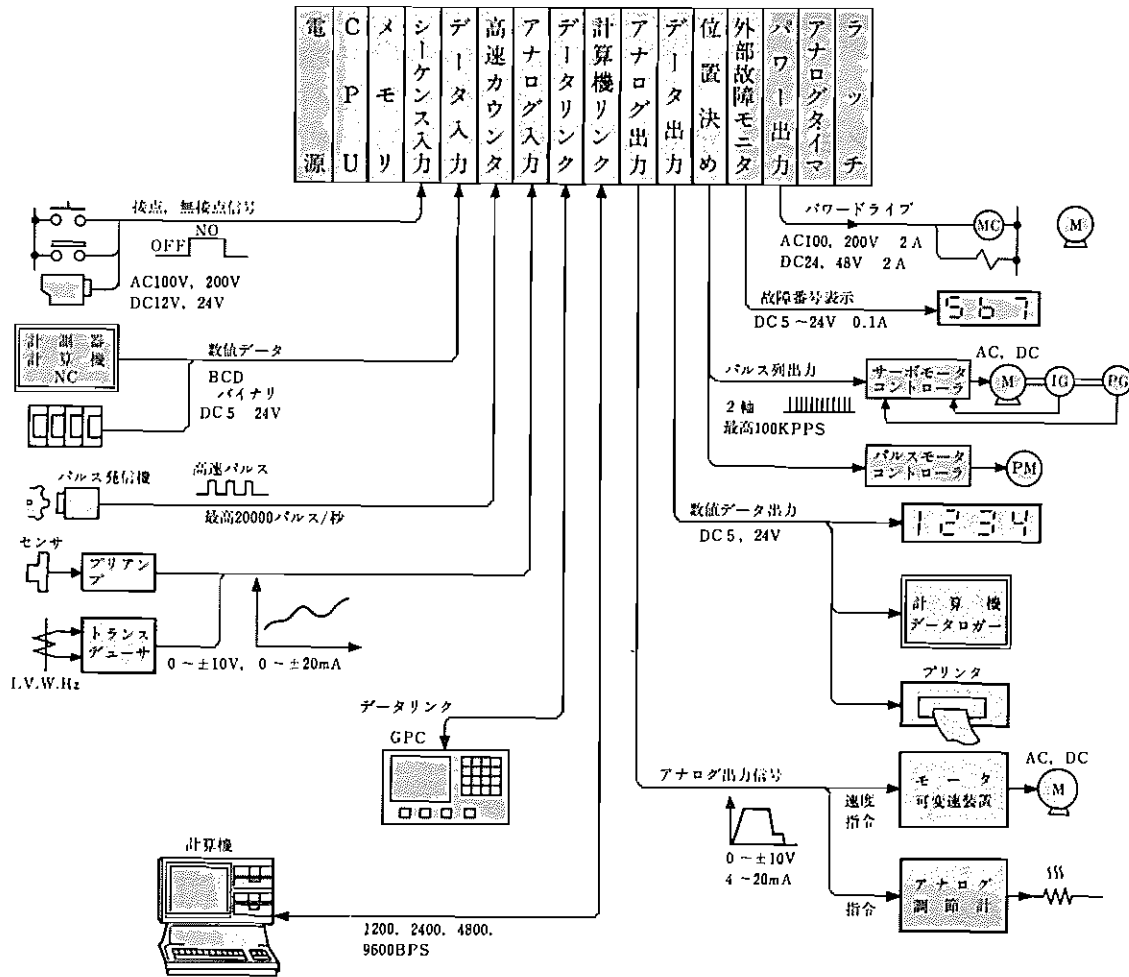 電源
CPU
メモリ
シーケンス入力
データ入力
高速カウンタ
アナログ入力
データリンク
計算機リンク
アナログ出力
データ出力
位置決め
外部故障モニタ
パワー出力
アナログタイマ
ラッチ
接点，無接点信号
NO
OFF
AC100V，200V
DC12V，24V
計測器
計算機
NC
数値データ
BCD
バイナリ
DC5 24V
パルス発信機
高速パルス
最高20000パルス/秒
センサ
プリアンプ
トランスデューサ
I.V.W.Hz
0～±10V，0～±20mA
データリンク
GPC
計算機
1200，2400，4800，
9600BPS
パワードライブ
AC100，200V 2A
DC24，48V 2A
MC
M
故障番号表示
DC5～24V 0.1A
567
パルス列出力
2軸
最高100KPPS
サーボモータ
コントローラ
AC，DC
M
IG
PG
パルスモータ
コントローラ
PM
数値データ出力
DC5，24V
1234
計算機
データロガー
プリンタ
アナログ出力信号
0～±10V
4～20mA
速度
指令
モータ
可変速装置
AC，DC
M
指令
アナログ
調節計